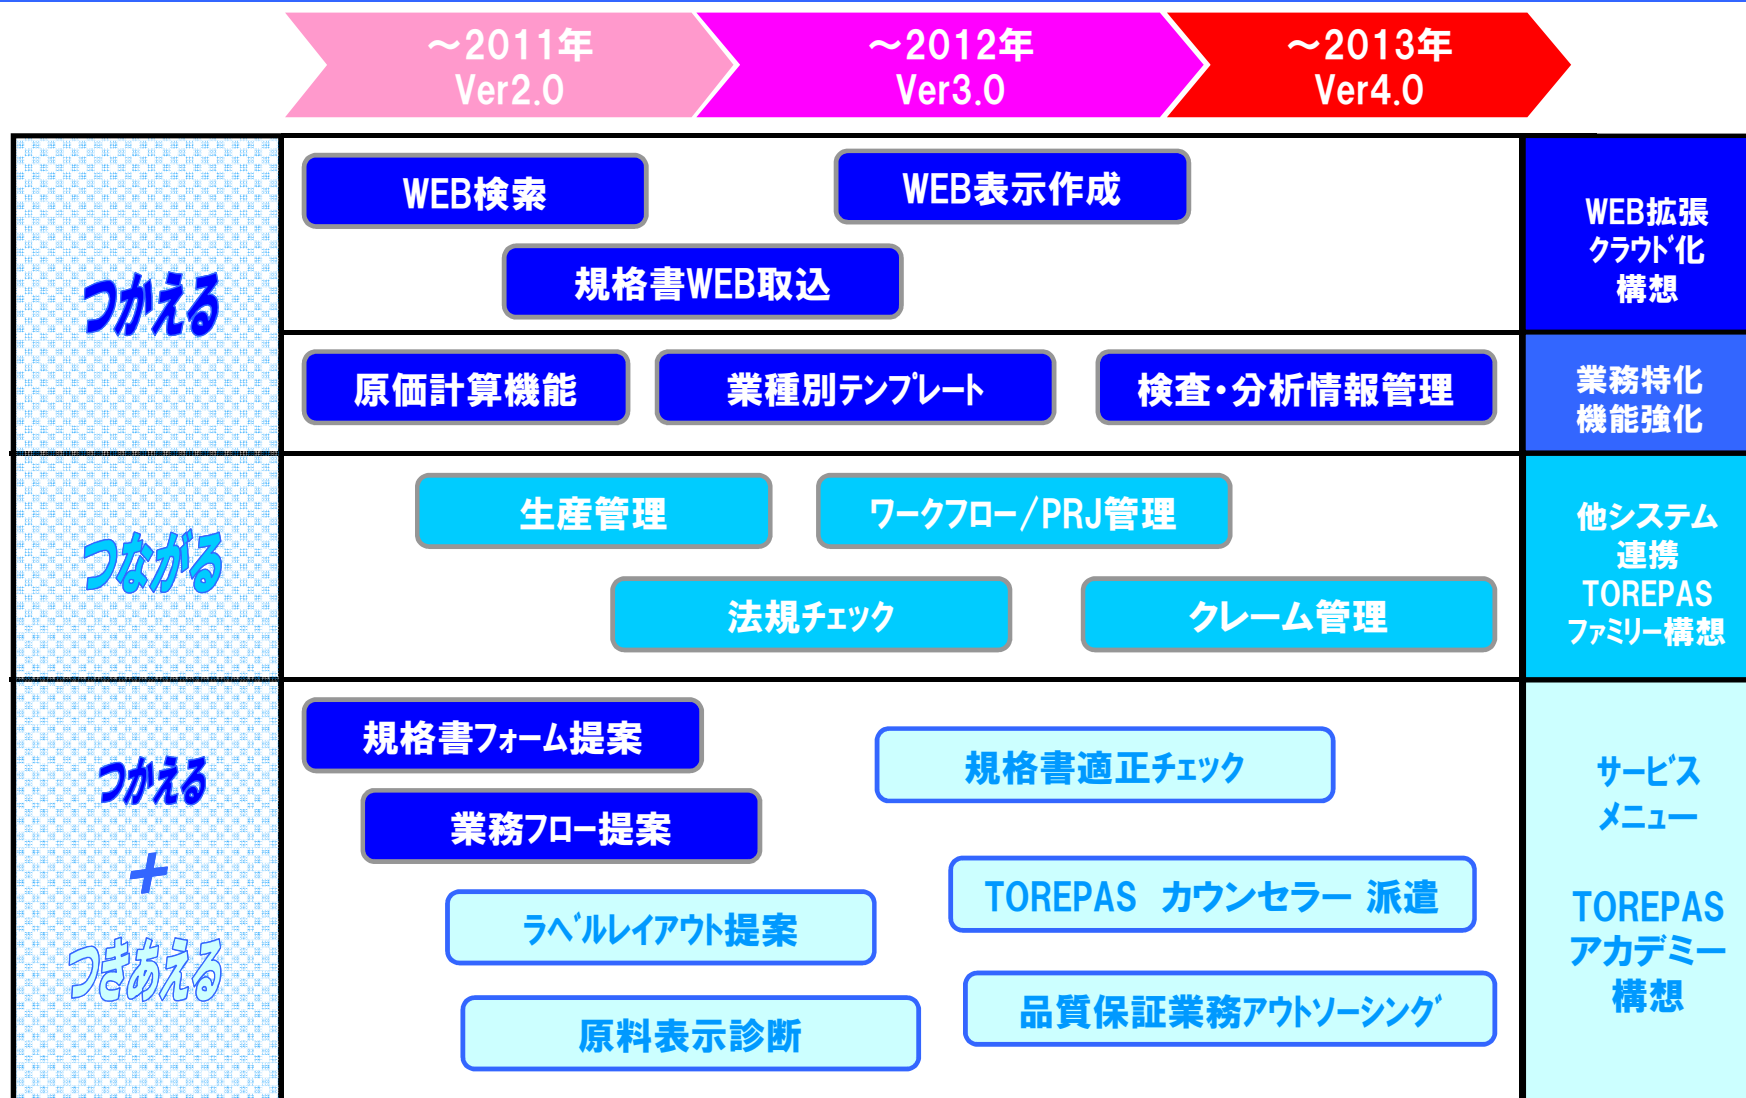 ～2011年
Ver2.0
～2012年
Ver3.0
～2013年
Ver4.0
つかえる
WEB検索
WEB表示作成
規格書WEB取込
WEB拡張
クラウド化
構想
原価計算機能
業種別テンプレート
検査・分析情報管理
業務特化
機能強化
つながる
生産管理
ワークフロー/PRJ管理
法規チェック
クレーム管理
他システム
連携
TOREPAS
ファミリー構想
つかえる
＋
つきあえる
規格書フォーム提案
規格書適正チェック
業務フロー提案
TOREPAS カウンセラー 派遣
ラベルレイアウト提案
品質保証業務アウトソーシング
原料表示診断
サービス
メニュー
TOREPAS
アカデミー
構想